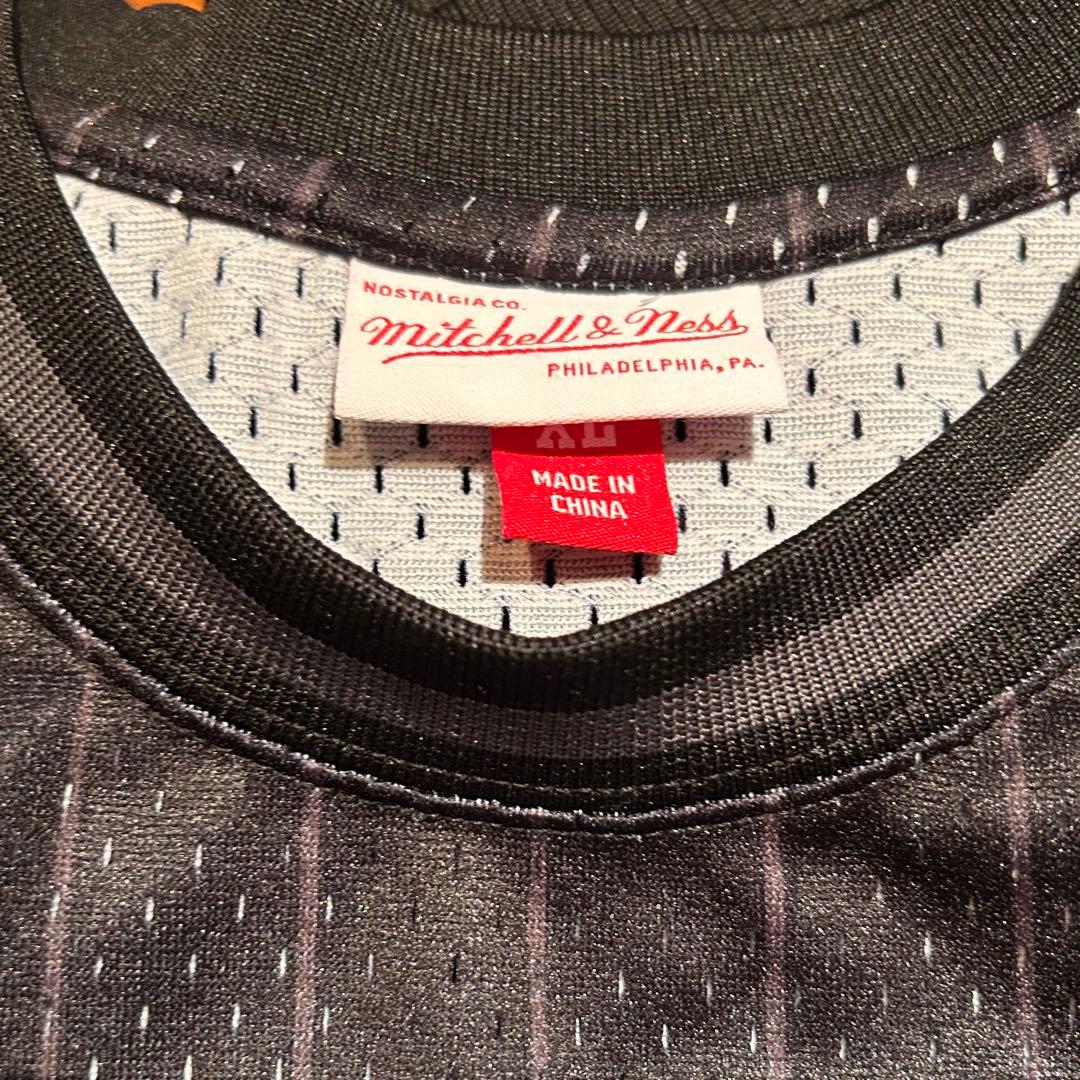 NOSTALGIA CO.
Mitchell & Ness
PHILADELPHIA, PA.
XL
MADE IN
CHINA